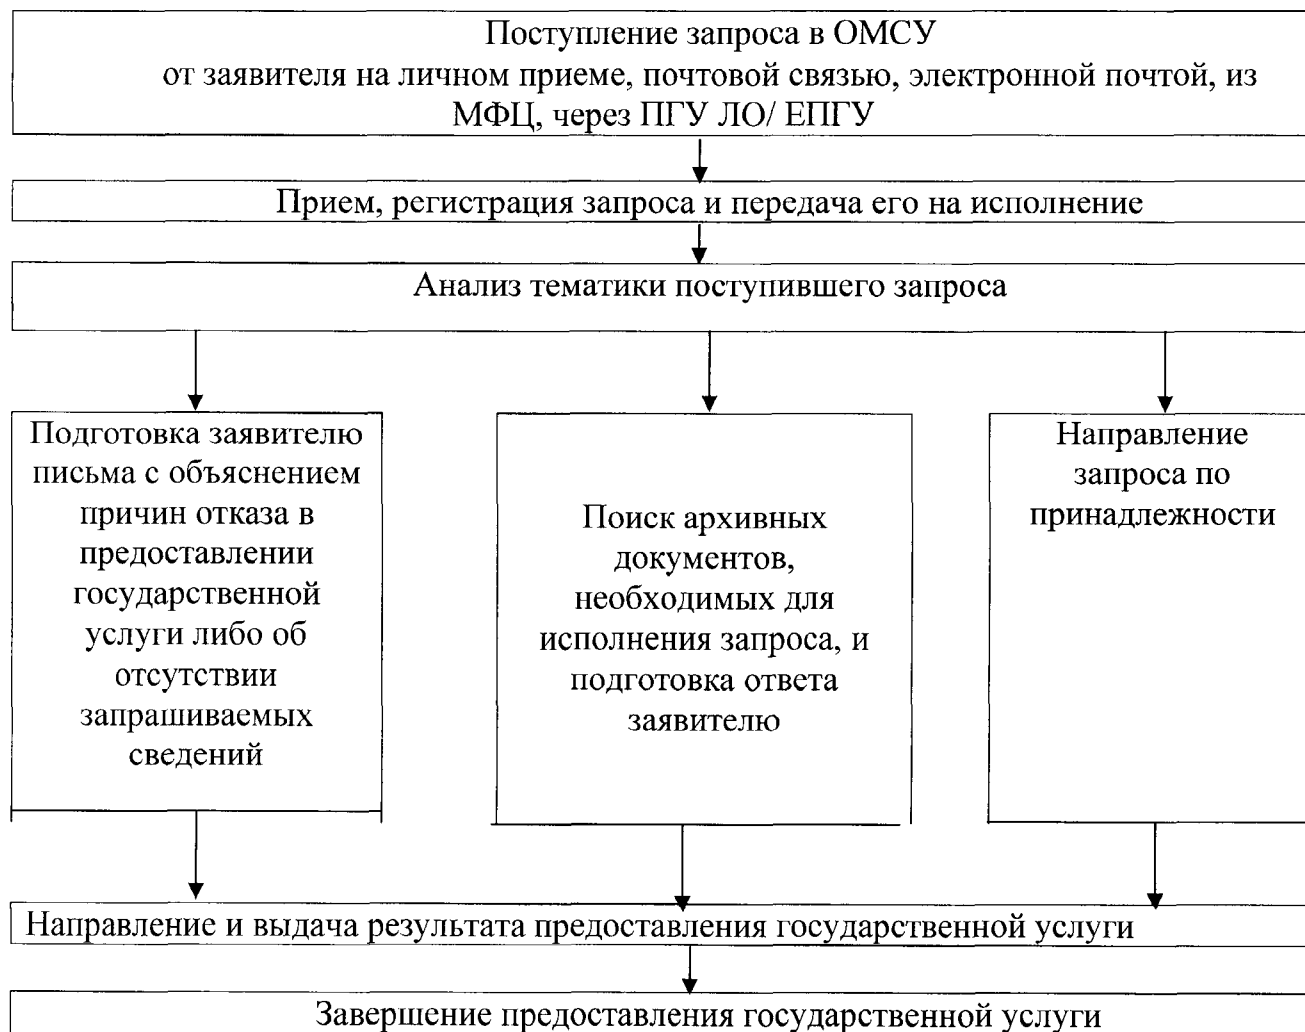 Поступление запроса в ОМСУ
от заявителя на личном приеме, почтовой связью, электронной почтой, из
МФЦ, через ПГУ ЛО/ ЕПГУ
Прием, регистрация запроса и передача его на исполнение
Анализ тематики поступившего запроса
Подготовка заявителю
письма с объяснением
причин отказа в
предоставлении
государственной
услуги либо об
отсутствии
запрашиваемых
сведений
Поиск архивных
документов,
необходимых для
исполнения запроса, и
подготовка ответа
заявителю
Направление
запроса по
принадлежности
Направление и выдача результата предоставления государственной услуги
Завершение предоставления государственной услуги